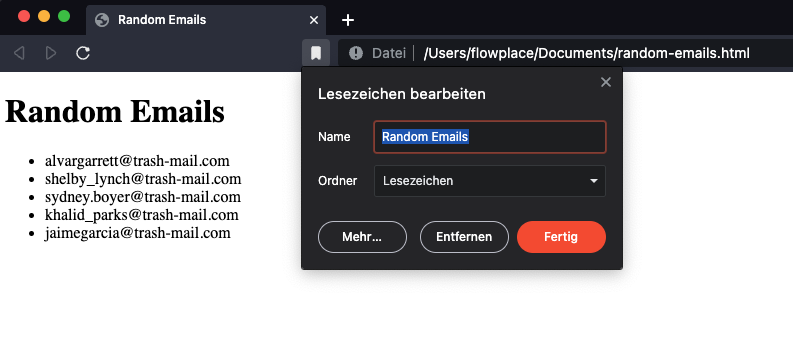 Random Emails
Datei /Users/flowplace/Documents/random-emails.html
Random Emails
alvargarrett@trash-mail.com
shelby_lynch@trash-mail.com
sydney.boyer@trash-mail.com
khalid_parks@trash-mail.com
jaimegarcia@trash-mail.com
Lesezeichen bearbeiten
Name Random Emails
Ordner Lesezeichen
Mehr... Entfernen Fertig